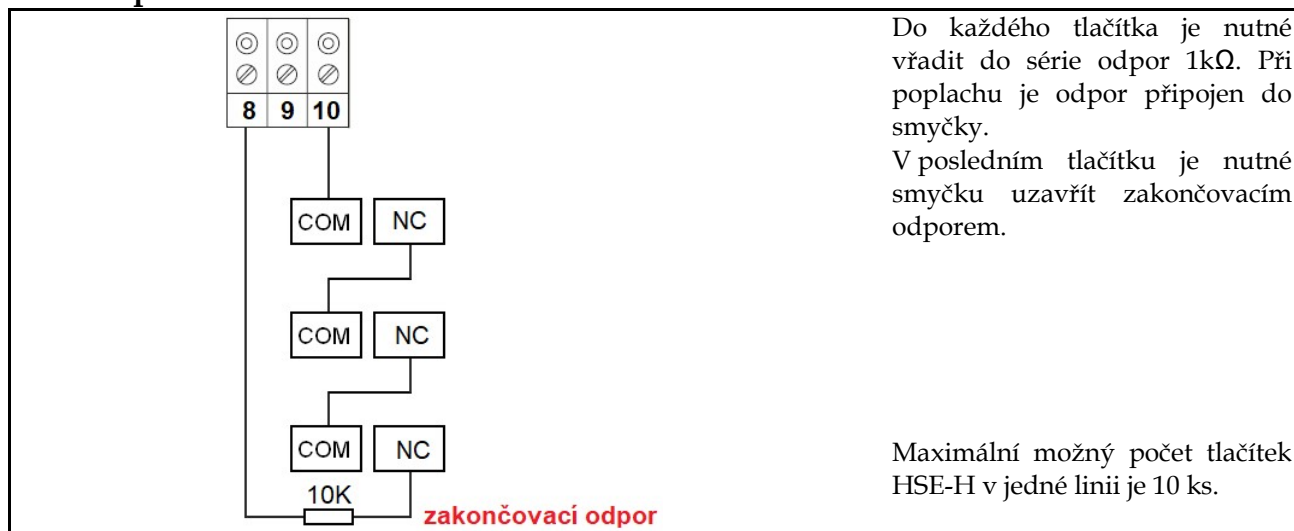 8 9 10
COM NC
COM NC
COM NC
10K
zakončovací odpor
Do každého tlačítka je nutné
vřadit do série odpor 1kΩ. Při
poplachu je odpor připojen do
smyčky.
V posledním tlačítku je nutné
smyčku uzavřít zakončovacím
odporem.
Maximální možný počet tlačítek
HSE-H v jedné linii je 10 ks.